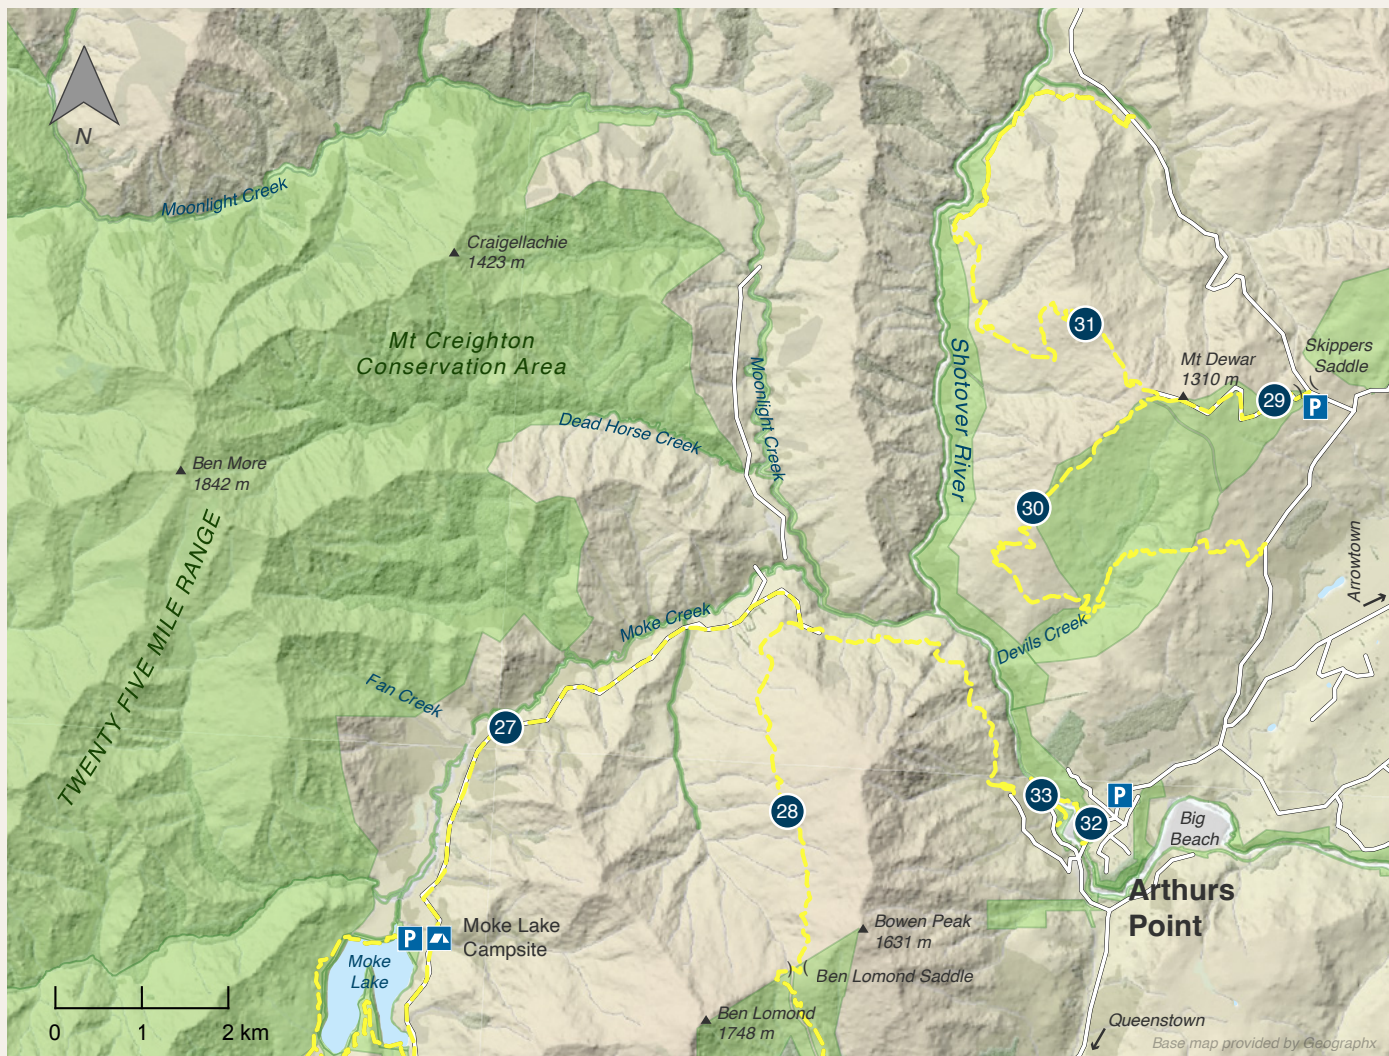 N
Moonlight Creek
Craigellachie
1423 m
Mt Creighton
Conservation Area
31
Skippers
Saddle
Mt Dewar
1310 m
29
P
Shotover River
Moonlight Creek
Dead Horse Creek
Ben More
1842 m
30
TWENTY FIVE MILE RANGE
Arrowtown
Moke Creek
Devils Creek
Fan Creek
27
33
P
28
32
Big
Beach
Arthurs
Point
Moke Lake
Campsite
P
Bowen Peak
1631 m
Moke
Lake
Ben Lomond Saddle
Ben Lomond
1748 m
0 1 2 km
Queenstown
Base map provided by Geographx